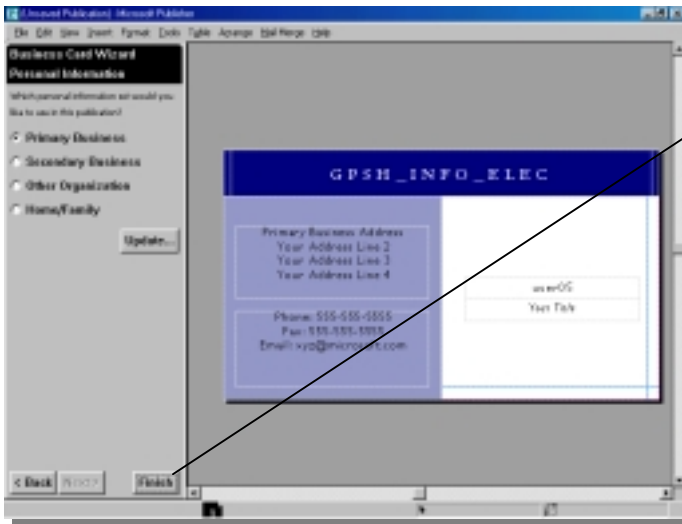 (Unsaved Publication) - Microsoft Publisher
File Edit View Insert Format Tools Table Arrange Mail Merge Help
Business Card Wizard
Personal Information
Which personal information set would you
like to use in this publication?
Primary Business
Secondary Business
Other Organization
Home/Family
Update...
GPSH_INFO_ELEC
Primary Business Address
Your Address Line 2
Your Address Line 3
Your Address Line 4
user05
Your Title
Phone: 555-555-5555
Fax: 555-555-5555
Email: xyz@microsoft.com
< Back
Next >
Finish